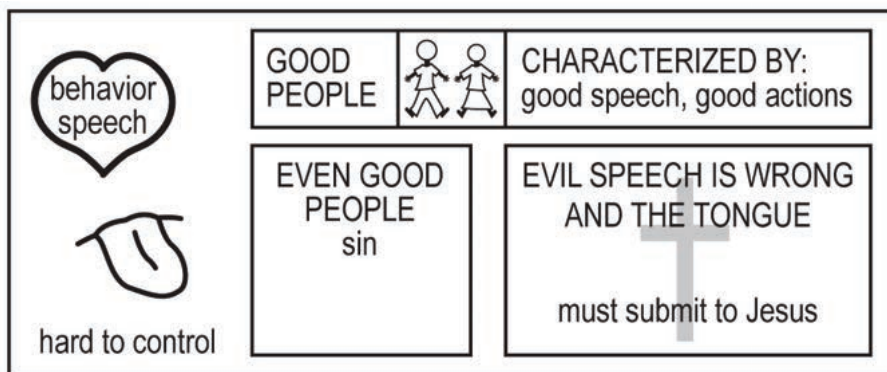 behavior
speech
hard to control
GOOD
PEOPLE
CHARACTERIZED BY:
good speech, good actions
EVEN GOOD
PEOPLE
sin
EVIL SPEECH IS WRONG
AND THE TONGUE
must submit to Jesus